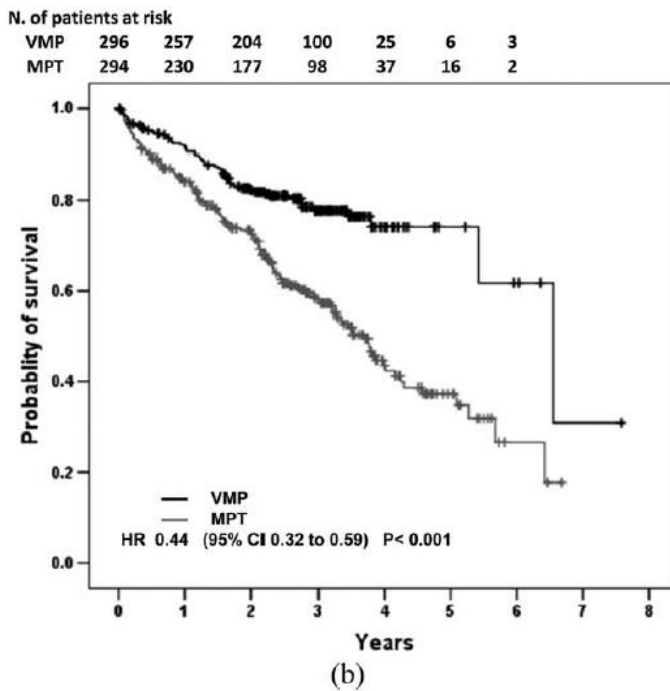 N. of patients at risk
VMP 296 257 204 100 25 6 3
MPT 294 230 177 98 37 16 2
1.0
0.8
0.6
0.4
0.2
0.0
Probablity of survival
VMP
MPT
HR 0.44 (95% CI 0.32 to 0.59) P< 0.001
0 1 2 3 4 5 6 7 8
Years
(b)